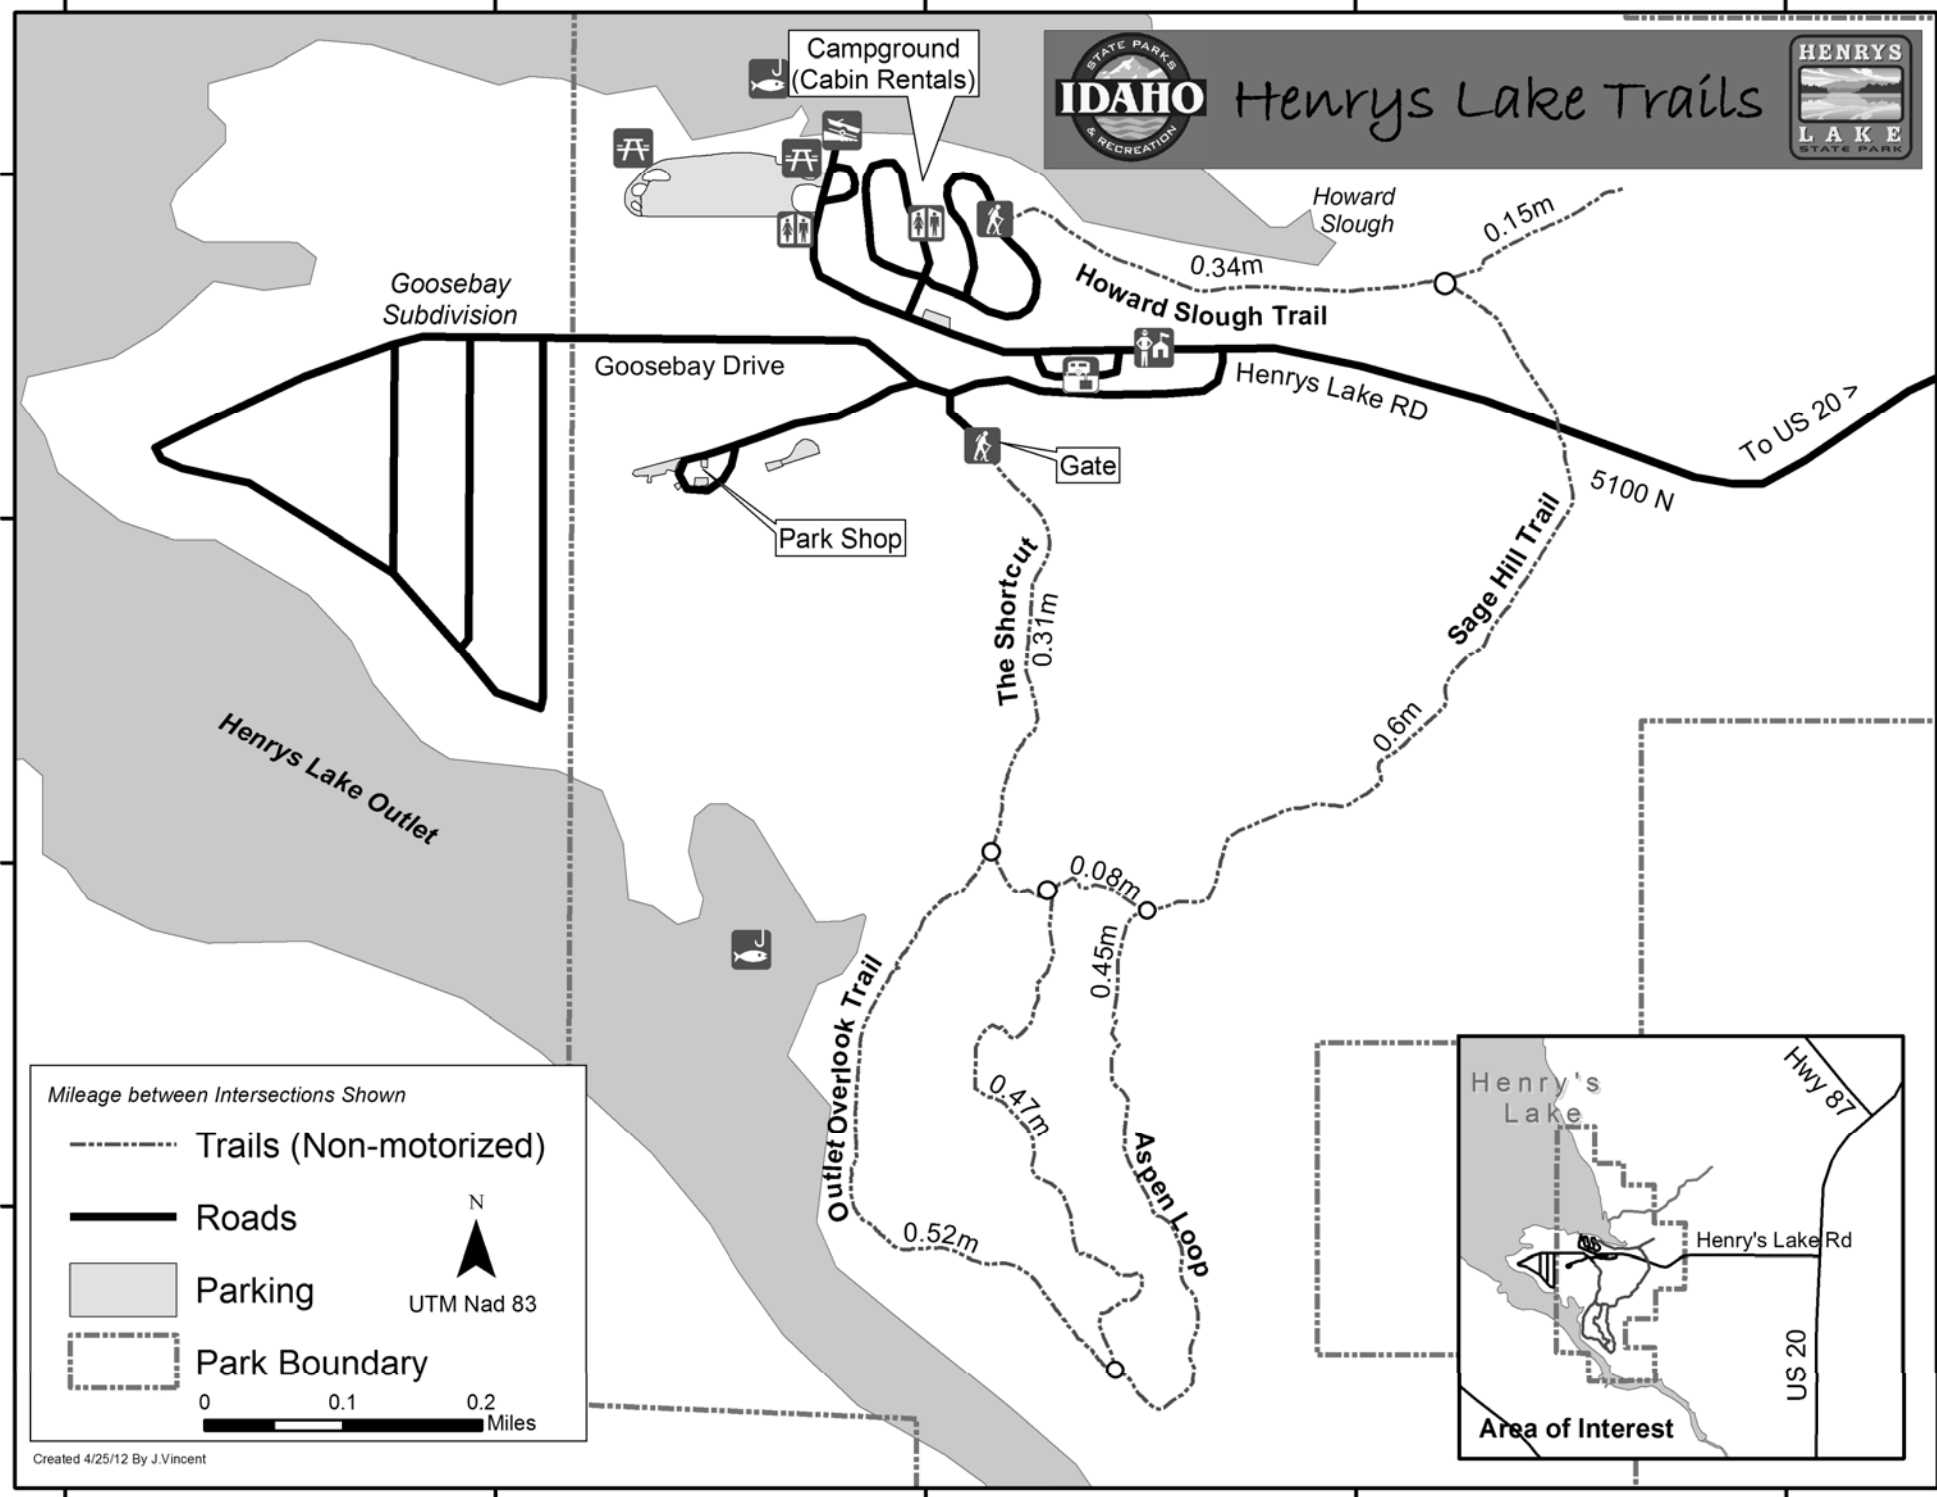 Campground
(Cabin Rentals)
STATE PARKS
IDAHO
& RECREATION
Henrys Lake Trails
HENRYS
LAKE
STATE PARK
Howard
Slough
0.15m
0.34m
Howard Slough Trail
Goosebay
Subdivision
Goosebay Drive
Henrys Lake RD
To US 20 >
5100 N
Gate
Park Shop
The Shortcut
0.31m
Sage Hill Trail
0.6m
Henrys Lake Outlet
0.08m
0.45m
Outlet Overlook Trail
0.47m
Aspen Loop
0.52m
Mileage between Intersections Shown
Trails (Non-motorized)
Roads
Parking
Park Boundary
N
UTM Nad 83
0 0.1 0.2
Miles
Created 4/25/12 By J.Vincent
Henry's
Lake
Hwy 87
Henry's Lake Rd
US 20
Area of Interest